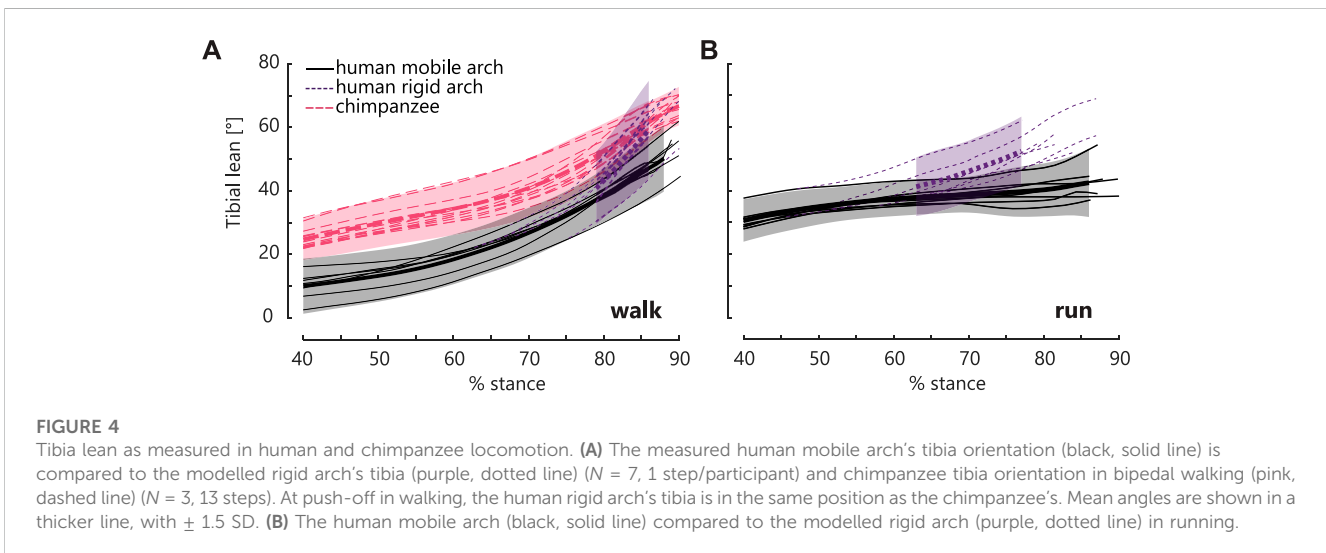 A
B
80
60
40
20
0
Tibial lean [°]
human mobile arch
human rigid arch
chimpanzee
walk
run
40 50 60 70 80 90
40 50 60 70 80 90
% stance
% stance
FIGURE 4
Tibia lean as measured in human and chimpanzee locomotion. (A) The measured human mobile arch's tibia orientation (black, solid line) is
compared to the modelled rigid arch's tibia (purple, dotted line) (N = 7, 1 step/participant) and chimpanzee tibia orientation in bipedal walking (pink,
dashed line) (N = 3, 13 steps). At push-off in walking, the human rigid arch's tibia is in the same position as the chimpanzee's. Mean angles are shown in a
thicker line, with ± 1.5 SD. (B) The human mobile arch (black, solid line) compared to the modelled rigid arch (purple, dotted line) in running.